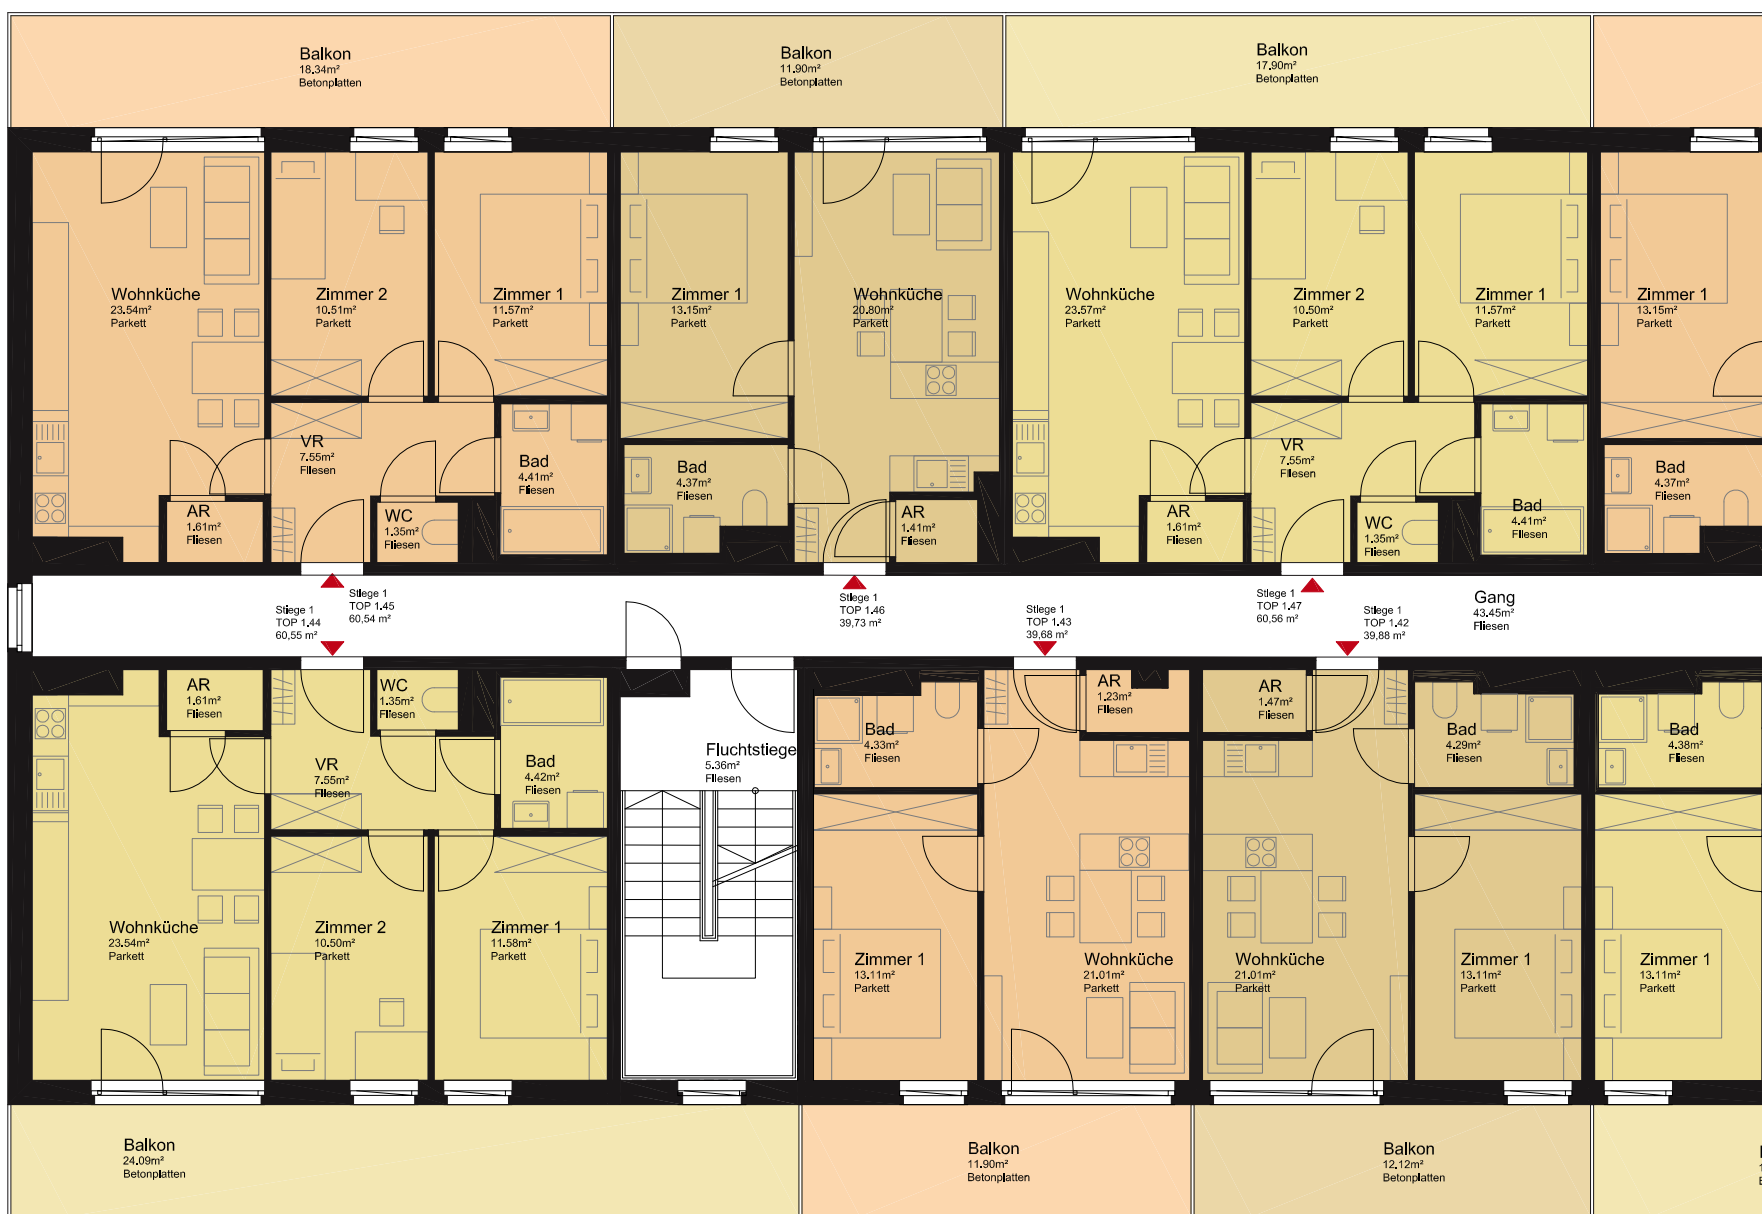 Balkon
18.34m²
Betonplatten
Balkon
11.90m²
Betonplatten
Balkon
17.90m²
Betonplatten
Wohnküche
23.54m²
Parkett
Zimmer 2
10.51m²
Parkett
Zimmer 1
11.57m²
Parkett
Zimmer 1
13.15m²
Parkett
Wohnküche
20.80m²
Parkett
Wohnküche
23.57m²
Parkett
Zimmer 2
10.50m²
Parkett
Zimmer 1
11.57m²
Parkett
Zimmer 1
13.15m²
Parkett
VR
7.55m²
Fliesen
Bad
4.41m²
Fliesen
Bad
4.37m²
Fliesen
VR
7.55m²
Fliesen
Bad
4.41m²
Fliesen
Bad
4.37m²
Fliesen
AR
1.61m²
Fliesen
WC
1.35m²
Fliesen
AR
1.41m²
Fliesen
AR
1.61m²
Fliesen
WC
1.35m²
Fliesen
Stiege 1
TOP 1.44
60,55 m²
Stiege 1
TOP 1.45
60,54 m²
Stiege 1
TOP 1.46
39,73 m²
Stiege 1
TOP 1.43
39,68 m²
Stiege 1
TOP 1.47
60,56 m²
Stiege 1
TOP 1.42
39,88 m²
Gang
43.45m²
Fliesen
AR
1.61m²
Fliesen
WC
1.35m²
Fliesen
AR
1.23m²
Fliesen
AR
1.47m²
Fliesen
VR
7.55m²
Fliesen
Bad
4.42m²
Fliesen
Fluchtstiege
5.36m²
Fliesen
Bad
4.33m²
Fliesen
Bad
4.29m²
Fliesen
Bad
4.38m²
Fliesen
Wohnküche
23.54m²
Parkett
Zimmer 2
10.50m²
Parkett
Zimmer 1
11.58m²
Parkett
Zimmer 1
13.11m²
Parkett
Wohnküche
21.01m²
Parkett
Wohnküche
21.01m²
Parkett
Zimmer 1
13.11m²
Parkett
Zimmer 1
13.11m²
Parkett
Balkon
24.09m²
Betonplatten
Balkon
11.90m²
Betonplatten
Balkon
12.12m²
Betonplatten